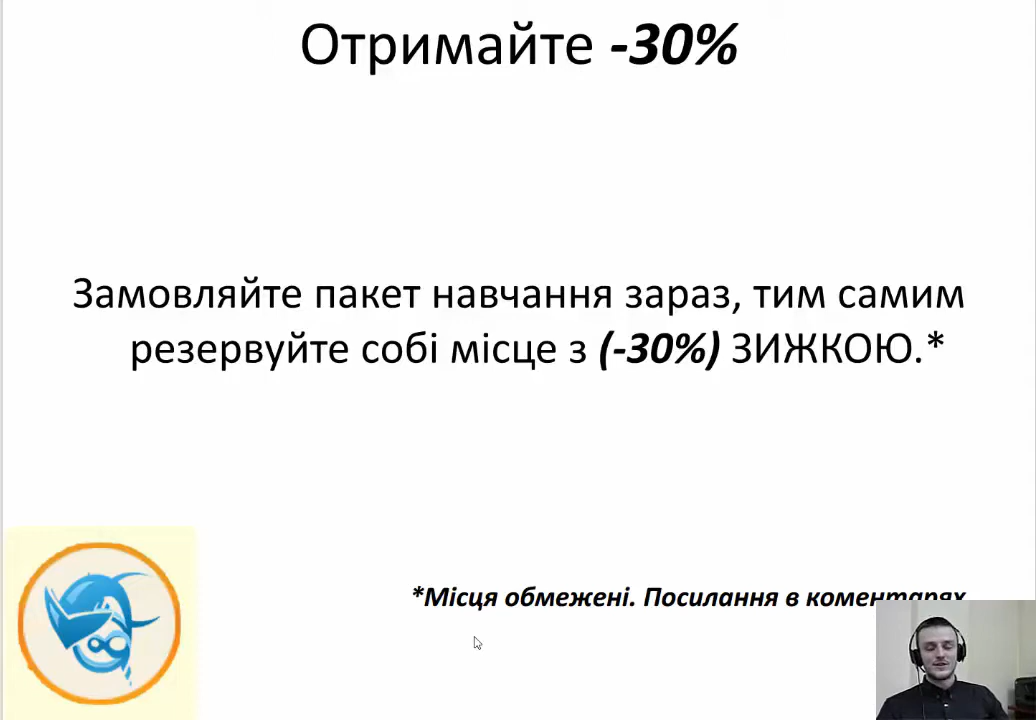 Отримайте -30%
Замовляйте пакет навчання зараз, тим самим
резервуйте собі місце з (-30%) ЗИЖКОЮ.*
*Місця обмежені. Посилання в коментарях